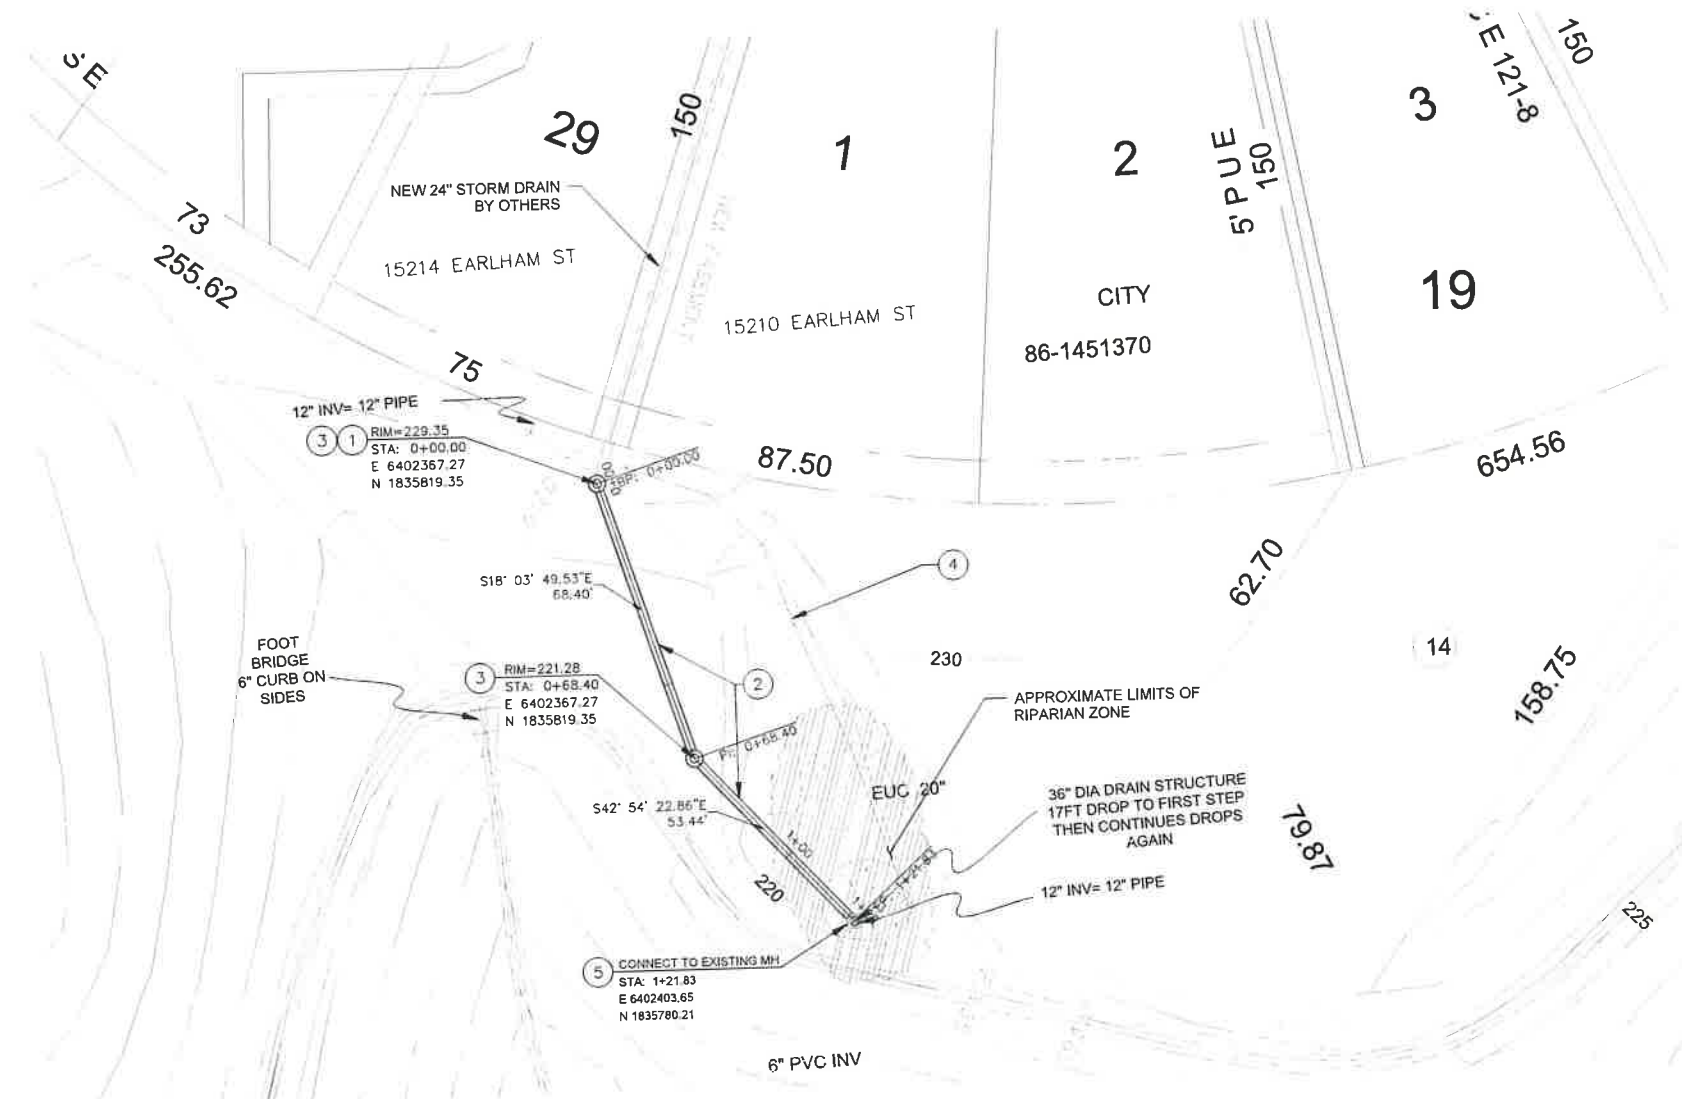 S E
29
150
1
2
3
5' P U E
150
E 121-8
150
NEW 24" STORM DRAIN
BY OTHERS
73
255.62
15214 EARLHAM ST
15210 EARLHAM ST
CITY
86-1451370
19
75
12" INV= 12" PIPE
3
1
RIM=229.35
STA: 0+00.00
E 6402367.27
N 1835819.35
BP: 0+00.00
87.50
654.56
S18° 03' 49.53"E
68.40'
4
62.70
FOOT
BRIDGE
6" CURB ON
SIDES
3
RIM=221.28
STA: 0+68.40
E 6402367.27
N 1835819.35
2
230
14
158.75
APPROXIMATE LIMITS OF
RIPARIAN ZONE
PI: 0+68.40
EUC 20"
36" DIA DRAIN STRUCTURE
17FT DROP TO FIRST STEP
THEN CONTINUES DROPS
AGAIN
79.87
S42° 54' 22.86"E
53.44'
1+00
220
1+21.83
12" INV= 12" PIPE
225
5
CONNECT TO EXISTING MH
STA: 1+21.83
E 6402403.65
N 1835780.21
6" PVC INV